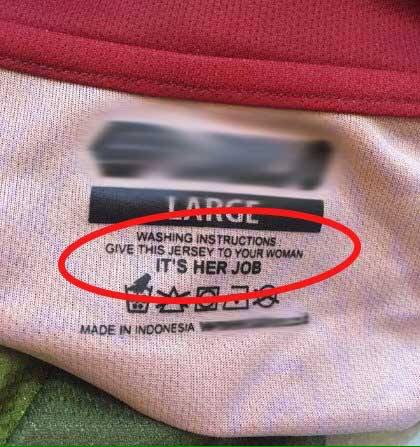 LARGE
WASHING INSTRUCTIONS :
GIVE THIS JERSEY TO YOUR WOMAN
IT'S HER JOB
MADE IN INDONESIA